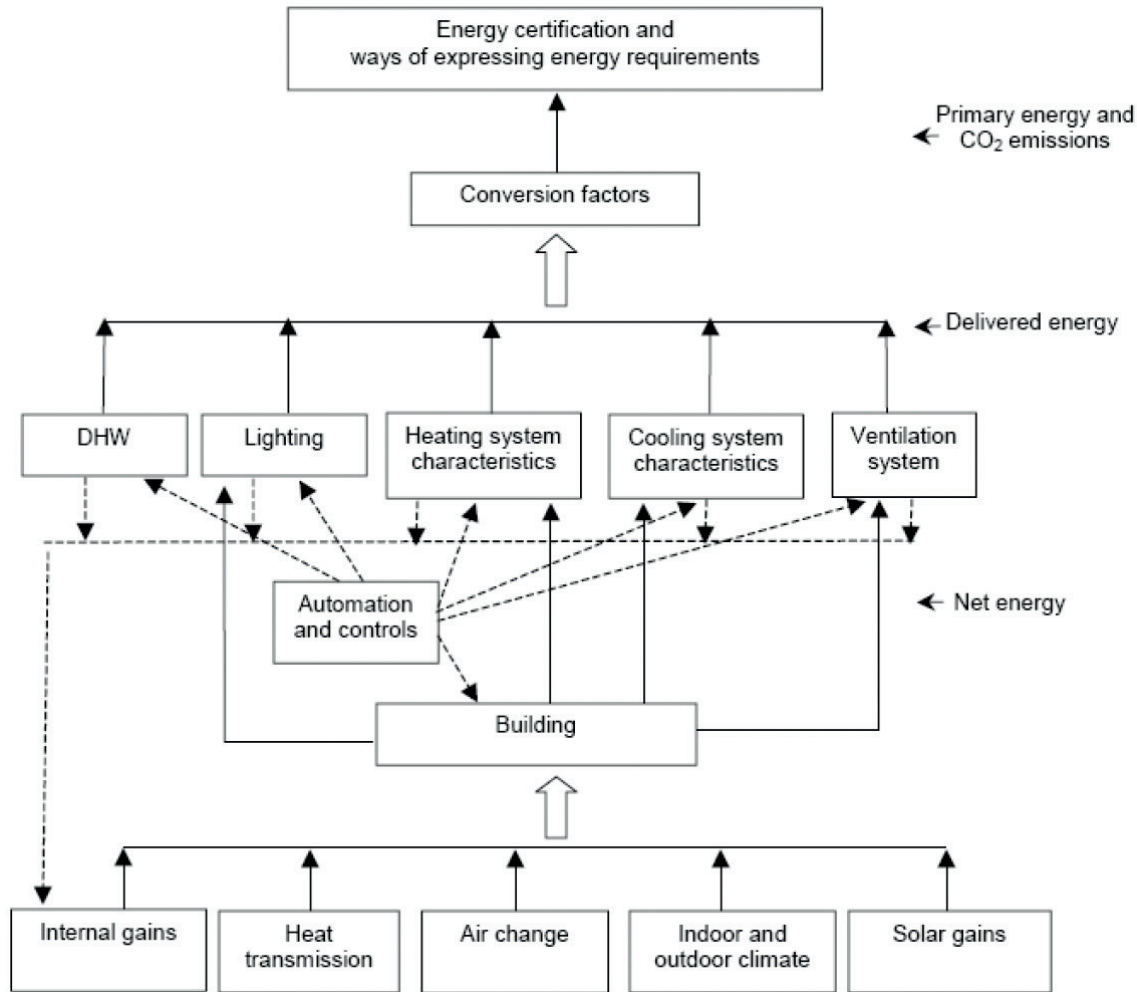 Energy certification and
ways of expressing energy requirements
Primary energy and
CO₂ emissions
Conversion factors
Delivered energy
DHW
Lighting
Heating system
characteristics
Cooling system
characteristics
Ventilation
system
Automation
and controls
Net energy
Building
Internal gains
Heat
transmission
Air change
Indoor and
outdoor climate
Solar gains